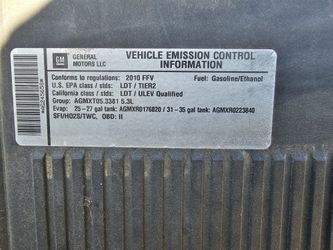 GM
GENERAL
MOTORS LLC
VEHICLE EMISSION CONTROL
INFORMATION
Conforms to regulations: 2010 FFV Fuel: Gasoline/Ethanol
U.S. EPA class / stds: LDT / TIER2
California class / stds: LDT / ULEV Qualified
Group: AGMXT05.3381 5.3L
Evap: 25 - 27 gal tank: AGMXR0176820 / 31 - 35 gal tank: AGMXR0223840
SFI/HO2S/TWC, OBD: II